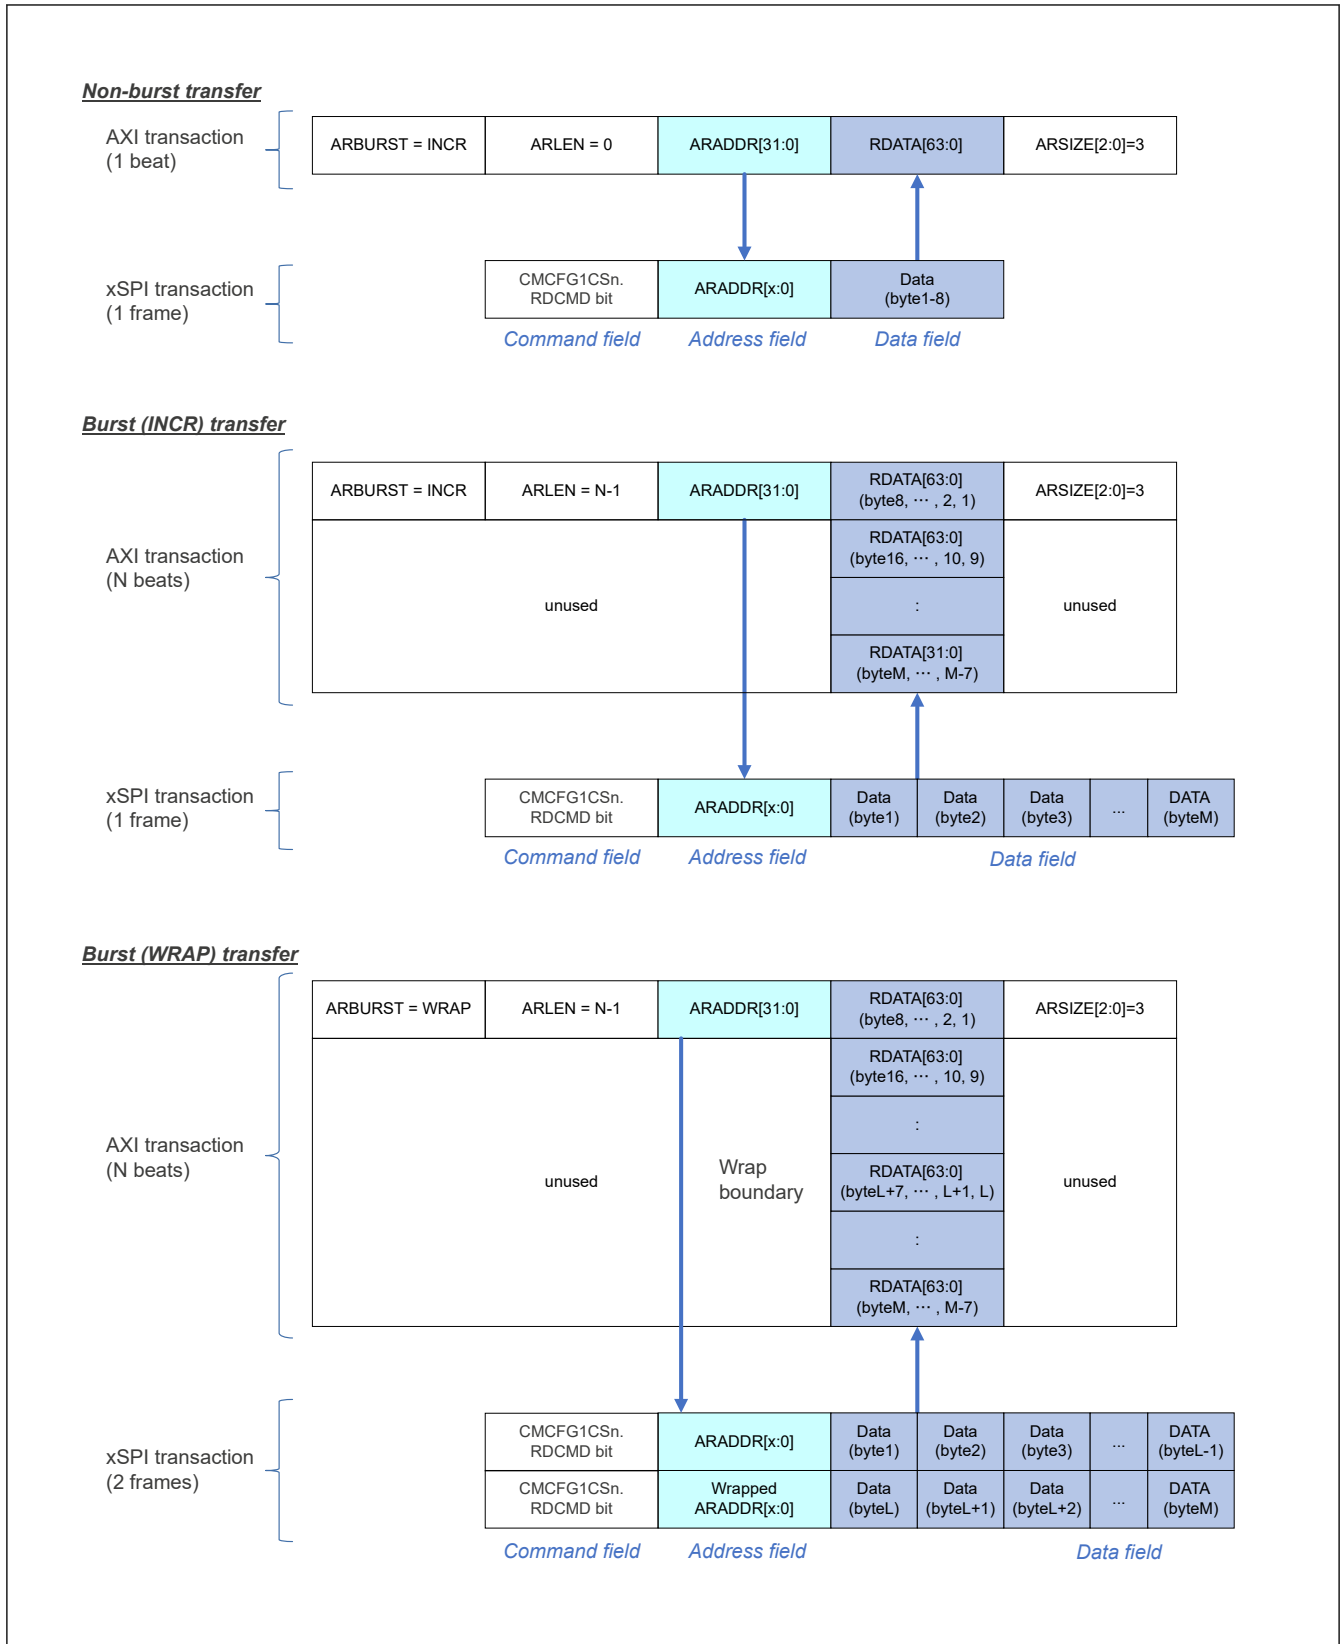 Non-burst transfer
AXI transaction
(1 beat)
ARBURST = INCR
ARLEN = 0
ARADDR[31:0]
RDATA[63:0]
ARSIZE[2:0]=3
xSPI transaction
(1 frame)
CMCFG1CSn.
RDCMD bit
ARADDR[x:0]
Data
(byte1-8)
Command field
Address field
Data field
Burst (INCR) transfer
AXI transaction
(N beats)
ARBURST = INCR
ARLEN = N-1
ARADDR[31:0]
RDATA[63:0]
(byte8, ⋯ , 2, 1)
ARSIZE[2:0]=3
unused
RDATA[63:0]
(byte16, ⋯ , 10, 9)
:
RDATA[31:0]
(byteM, ⋯ , M-7)
unused
xSPI transaction
(1 frame)
CMCFG1CSn.
RDCMD bit
ARADDR[x:0]
Data
(byte1)
Data
(byte2)
Data
(byte3)
...
DATA
(byteM)
Command field
Address field
Data field
Burst (WRAP) transfer
AXI transaction
(N beats)
ARBURST = WRAP
ARLEN = N-1
ARADDR[31:0]
RDATA[63:0]
(byte8, ⋯ , 2, 1)
ARSIZE[2:0]=3
unused
Wrap
boundary
RDATA[63:0]
(byte16, ⋯ , 10, 9)
:
RDATA[63:0]
(byteL+7, ⋯ , L+1, L)
:
RDATA[63:0]
(byteM, ⋯ , M-7)
unused
xSPI transaction
(2 frames)
CMCFG1CSn.
RDCMD bit
ARADDR[x:0]
Data
(byte1)
Data
(byte2)
Data
(byte3)
...
DATA
(byteL-1)
CMCFG1CSn.
RDCMD bit
Wrapped
ARADDR[x:0]
Data
(byteL)
Data
(byteL+1)
Data
(byteL+2)
...
DATA
(byteM)
Command field
Address field
Data field